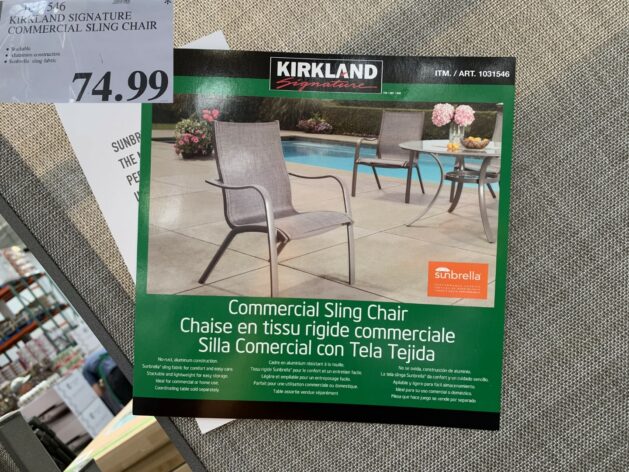 546
KIRKLAND SIGNATURE
COMMERCIAL SLING CHAIR
* Stackable
* aluminum construction
* Sunbrella sling fabric
74.99
SUNBR
THE
PE
KIRKLAND
Signature
ITM. / ART. 1031546
sunbrella
Commercial Sling Chair
Chaise en tissu rigide commerciale
Silla Comercial con Tela Tejida
No-rust, aluminum construction.
Sunbrella® sling fabric for comfort and easy care.
Stackable and lightweight for easy storage.
Ideal for commercial or home use.
Coordinating table sold separately.
Cadre en aluminium résistant à la rouille.
Tissu rigide Sunbrella® pour le confort et un entretien facile.
Légère et empilable pour un entreposage facile.
Parfait pour une utilisation commerciale ou domestique.
Table assortie vendue séparément.
No se oxida, construcción de aluminio.
La tela slinga Sunbrella® da confort y un cuidado sencillo.
Apilable y ligera para fácil almacenamiento.
Ideal para su uso comercial o doméstico.
Mesa que hace juego se vende por separado.